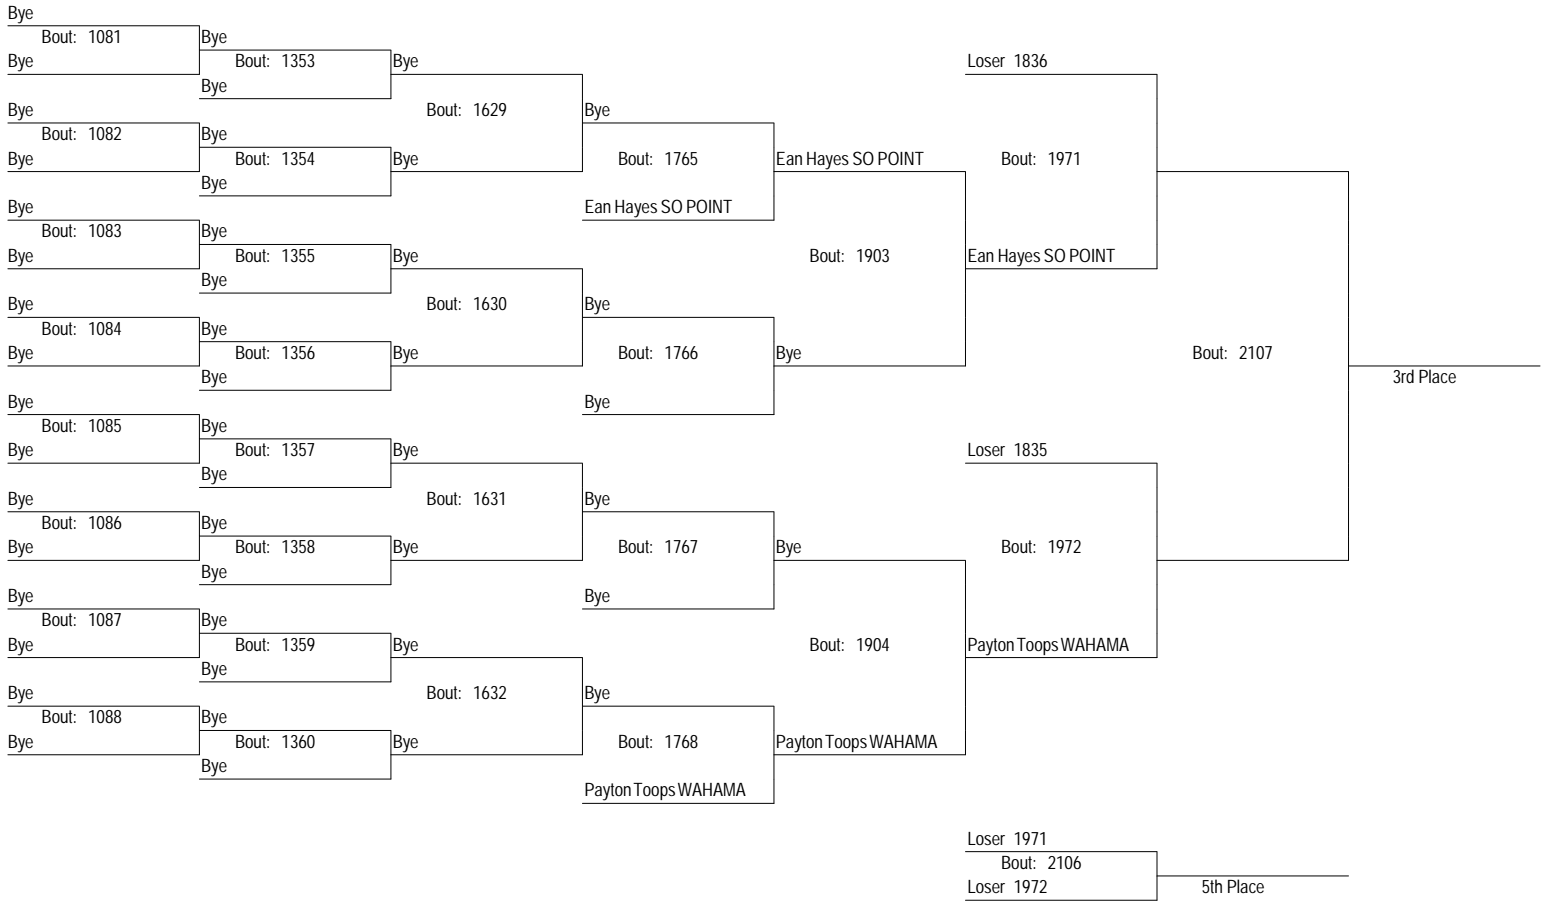 Bye
Bout: 1081 Bye
Bye Bout: 1353 Bye Loser 1836
Bye
Bye Bout: 1629 Bye
Bout: 1082 Bye
Bye Bout: 1354 Bye Bout: 1765 Ean Hayes SO POINT Bout: 1971
Bye
Bye Ean Hayes SO POINT
Bout: 1083 Bye
Bye Bout: 1355 Bye Bout: 1903 Ean Hayes SO POINT
Bye
Bye Bout: 1630 Bye
Bout: 1084 Bye
Bye Bout: 1356 Bye Bout: 1766 Bye Bout: 2107
Bye 3rd Place
Bye Bye
Bout: 1085 Bye
Bye Bout: 1357 Bye Loser 1835
Bye
Bye Bout: 1631 Bye
Bout: 1086 Bye
Bye Bout: 1358 Bye Bout: 1767 Bye Bout: 1972
Bye
Bye Bye
Bout: 1087 Bye
Bye Bout: 1359 Bye Bout: 1904 Payton Toops WAHAMA
Bye
Bye Bout: 1632 Bye
Bout: 1088 Bye
Bye Bout: 1360 Bye Bout: 1768 Payton Toops WAHAMA
Bye
Payton Toops WAHAMA
Loser 1971
Bout: 2106
Loser 1972 5th Place